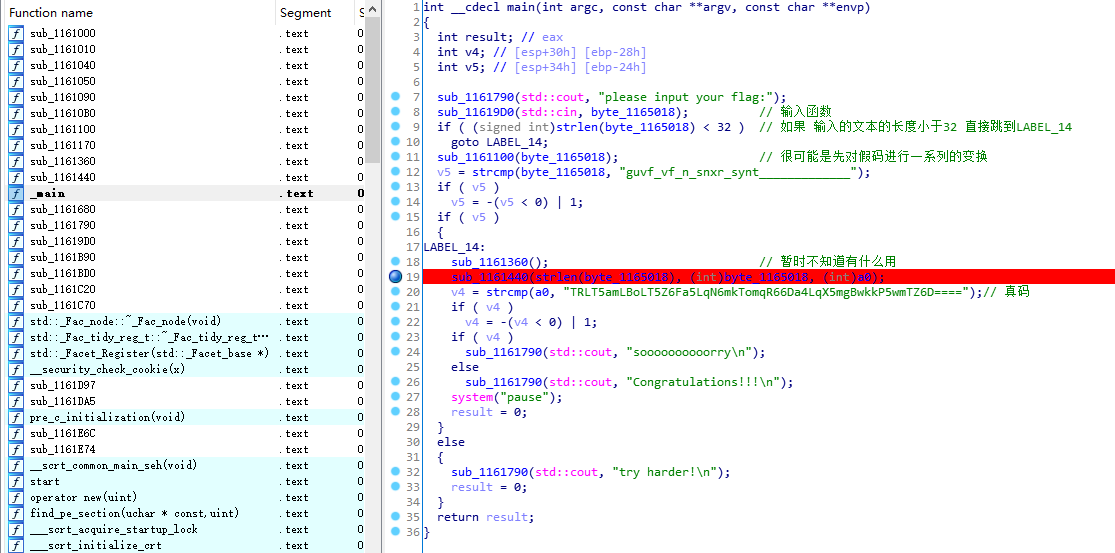 Function name Segment S
f sub_1161000 .text 0
f sub_1161010 .text 0
f sub_1161040 .text 0
f sub_1161050 .text 0
f sub_1161090 .text 0
f sub_11610B0 .text 0
f sub_1161100 .text 0
f sub_1161170 .text 0
f sub_1161360 .text 0
f sub_1161440 .text 0
f _main .text 0
f sub_1161680 .text 0
f sub_1161790 .text 0
f sub_11619D0 .text 0
f sub_1161B90 .text 0
f sub_1161BD0 .text 0
f sub_1161C20 .text 0
f sub_1161C70 .text 0
f std::_Fac_node::~_Fac_node(void) .text 0
f std::_Fac_tidy_reg_t::~_Fac_tidy_reg_t… .text 0
f std::_Facet_Register(std::_Facet_base *) .text 0
f __security_check_cookie(x) .text 0
f sub_1161D97 .text 0
f sub_1161DA5 .text 0
f pre_c_initialization(void) .text 0
f sub_1161E6C .text 0
f sub_1161E74 .text 0
f __scrt_common_main_seh(void) .text 0
f start .text 0
f operator new(uint) .text 0
f find_pe_section(uchar * const,uint) .text 0
f ___scrt_acquire_startup_lock .text 0
f ___scrt_initialize_crt .text 0
1 int __cdecl main(int argc, const char **argv, const char **envp)
2 {
3 int result; // eax
4 int v4; // [esp+30h] [ebp-28h]
5 int v5; // [esp+34h] [ebp-24h]
6
7 sub_1161790(std::cout, "please input your flag:");
8 sub_11619D0(std::cin, byte_1165018); // 输入函数
9 if ( (signed int)strlen(byte_1165018) < 32 ) // 如果 输入的文本的长度小于32 直接跳到LABEL_14
10 goto LABEL_14;
11 sub_1161100(byte_1165018); // 很可能是先对假码进行一系列的变换
12 v5 = strcmp(byte_1165018, "guvf_vf_n_snxr_synt_____________");
13 if ( v5 )
14 v5 = -(v5 < 0) | 1;
15 if ( v5 )
16 {
17 LABEL_14:
18 sub_1161360(); // 暂时不知道有什么用
19 sub_1161440(strlen(byte_1165018), (int)byte_1165018, (int)a0);
20 v4 = strcmp(a0, "TRLT5amLBoLT5Z6Fa5LqN6mkTomqR66Da4LqX5mgBwkkP5wmTZ6D====");// 真码
21 if ( v4 )
22 v4 = -(v4 < 0) | 1;
23 if ( v4 )
24 sub_1161790(std::cout, "soooooooooorry\n");
25 else
26 sub_1161790(std::cout, "Congratulations!!!\n");
27 system("pause");
28 result = 0;
29 }
30 else
31 {
32 sub_1161790(std::cout, "try harder!\n");
33 result = 0;
34 }
35 return result;
36 }